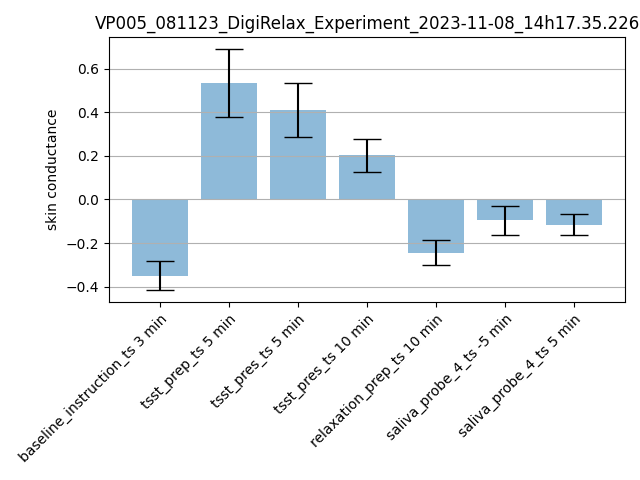 VP005_081123_DigiRelax_Experiment_2023-11-08_14h17.35.226
skin conductance
0.6
0.4
0.2
0.0
−0.2
−0.4
baseline_instruction_ts 3 min
tsst_prep_ts 5 min
tsst_pres_ts 5 min
tsst_pres_ts 10 min
relaxation_prep_ts 10 min
saliva_probe_4_ts -5 min
saliva_probe_4_ts 5 min